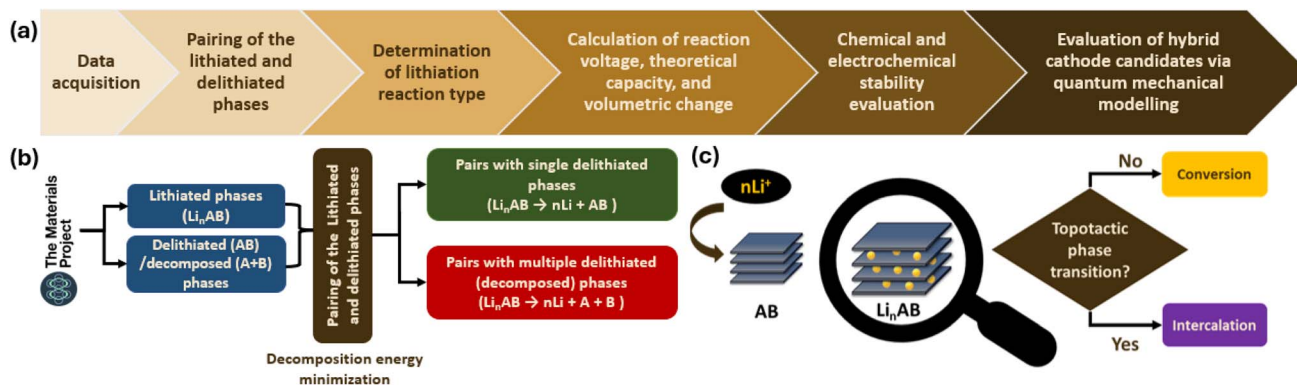 (a)
Data
acquisition
Pairing of the
lithiated and
delithiated
phases
Determination
of lithiation
reaction type
Calculation of reaction
voltage, theoretical
capacity, and
volumetric change
Chemical and
electrochemical
stability
evaluation
Evaluation of hybrid
cathode candidates via
quantum mechanical
modelling
(b)
The Materials
Project
Lithiated phases
(LiₙAB)
Delithiated (AB)
/decomposed (A+B)
phases
Pairing of the Lithiated
and delithiated phases
Decomposition energy
minimization
Pairs with single delithiated
phases
(LiₙAB → nLi + AB )
Pairs with multiple delithiated
(decomposed) phases
(LiₙAB → nLi + A + B )
(c)
nLi⁺
AB
LiₙAB
Topotactic
phase
transition?
No
Conversion
Yes
Intercalation